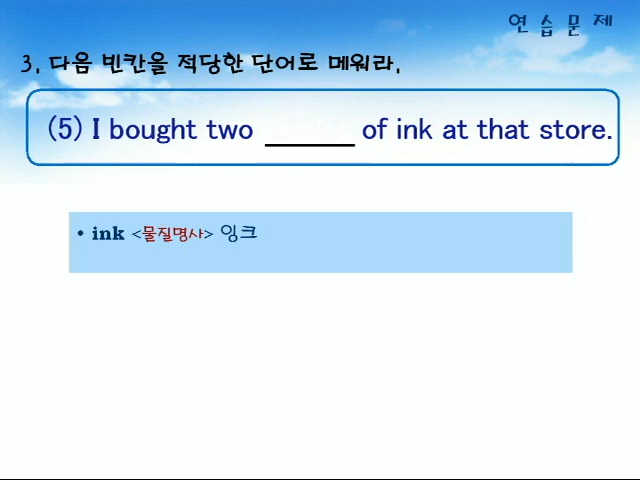 연 습 문 제
3. 다음 빈칸을 적당한 단어로 메워라.
(5) I bought two ______ of ink at that store.
• ink <물질명사> 잉크